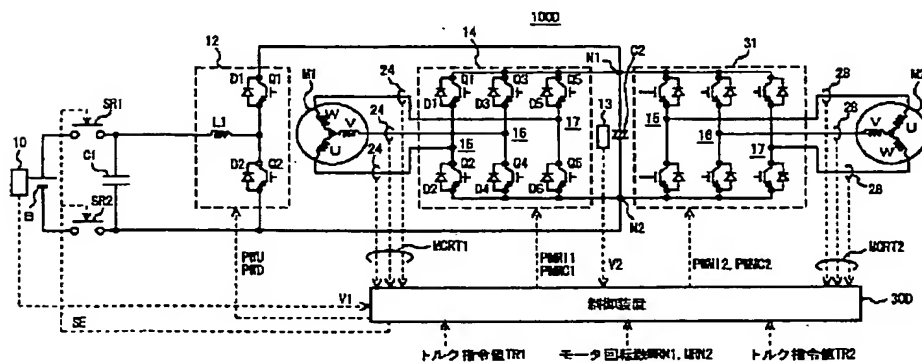 100D
12
14
31
M1
N1
C2
M2
D1 Q1
D1 Q1 D3 Q3 D5 Q5
24
24
24
13
28
28
28
W
V
U
U
V
W
15
16
17
15
16
17
SR1
L1
10
C1
B
D2 Q2
D2 Q2 D4 Q4 D6 Q6
SR2
N2
MCRT1
MCRT2
PWU
PWD
PWMI1
PWMC1
V2
PWMI2, PWMC2
V1
SE
制御装置
30D
トルク指令値TR1
モータ回転数MRN1, MRN2
トルク指令値TR2